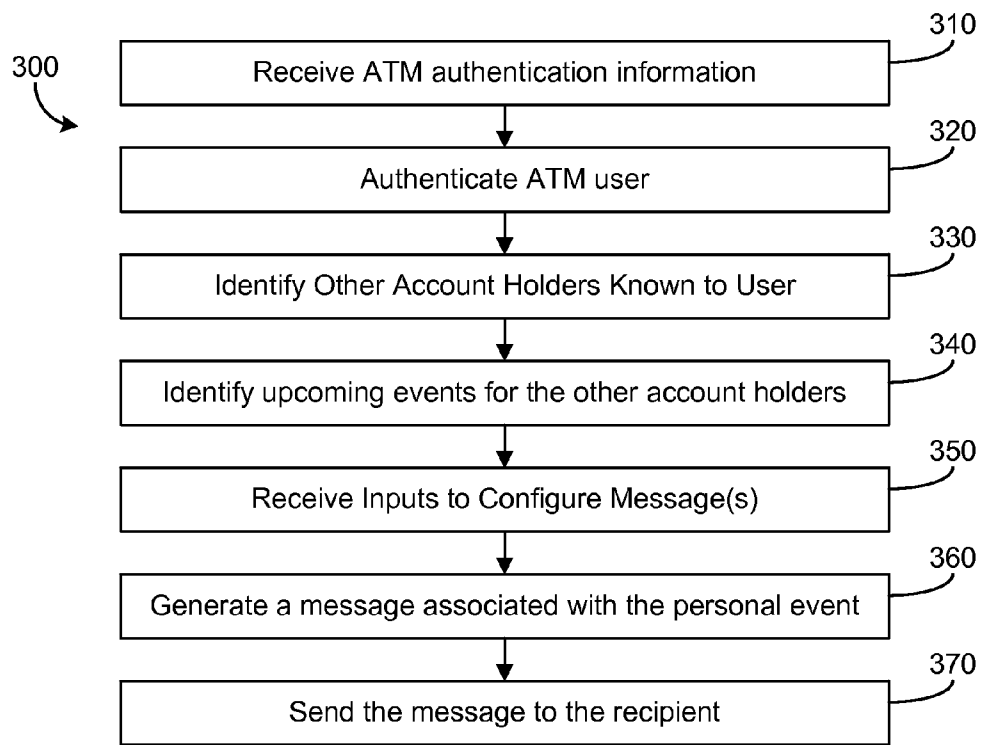 310
300
Receive ATM authentication information
320
Authenticate ATM user
330
Identify Other Account Holders Known to User
340
Identify upcoming events for the other account holders
350
Receive Inputs to Configure Message(s)
360
Generate a message associated with the personal event
370
Send the message to the recipient